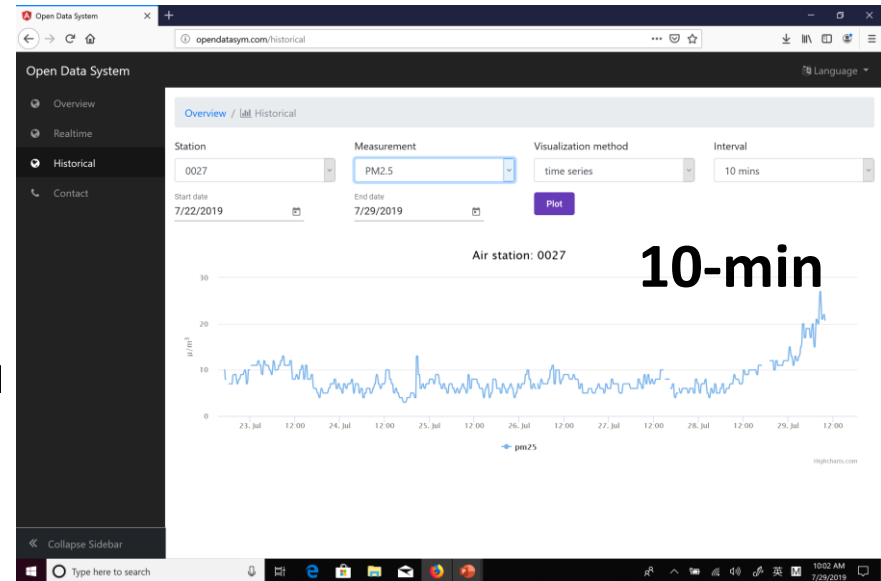 Open Data System
opendatasym.com/historical
Open Data System
Language
Overview
Realtime
Historical
Contact
Overview / Historical
Station
Measurement
Visualization method
Interval
0027
PM2.5
time series
10 mins
Start date
End date
7/22/2019
7/29/2019
Plot
Air station: 0027
10-min
30
20
10
0
μ/m³
23. Jul 12:00 24. Jul 12:00 25. Jul 12:00 26. Jul 12:00 27. Jul 12:00 28. Jul 12:00 29. Jul 12:00
pm25
Highcharts.com
Collapse Sidebar
Type here to search
英
10:02 AM
7/29/2019